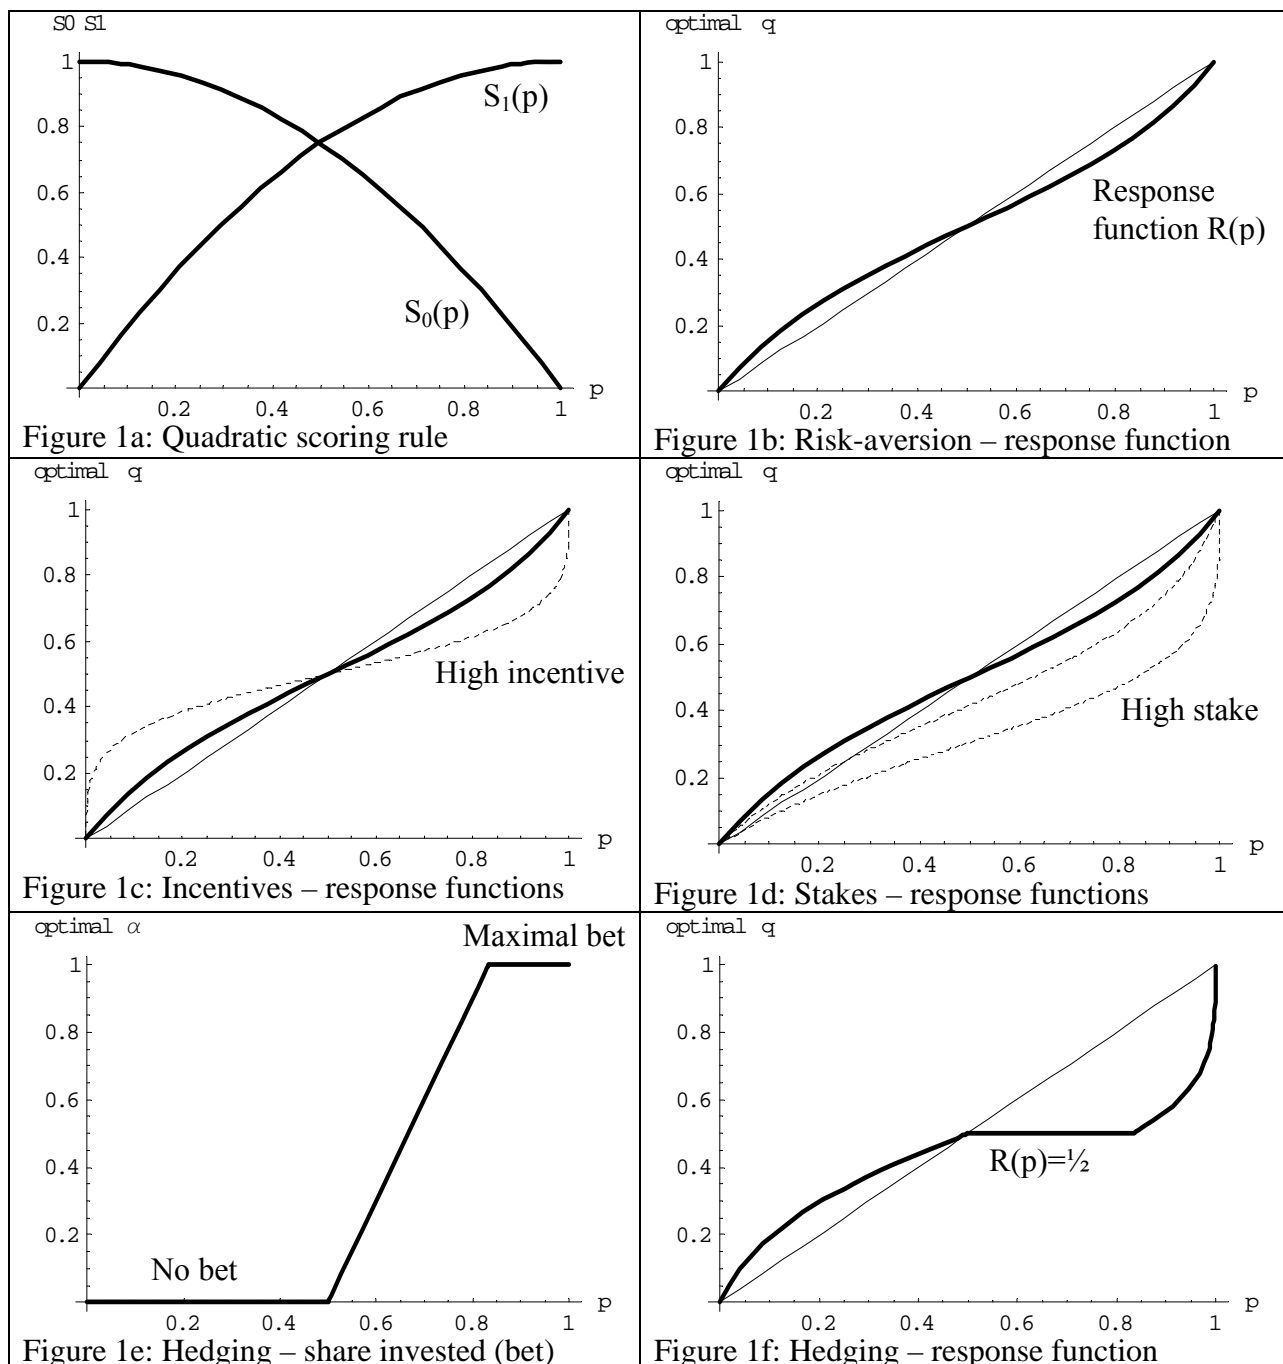 S0 S1
1
0.8
0.6
0.4
0.2
S₁(p)
S₀(p)
0.2 0.4 0.6 0.8 1 p
Figure 1a: Quadratic scoring rule
optimal q
1
0.8
0.6
0.4
0.2
Response
function R(p)
0.2 0.4 0.6 0.8 1 p
Figure 1b: Risk-aversion – response function
optimal q
1
0.8
0.6
0.4
0.2
High incentive
0.2 0.4 0.6 0.8 1 p
Figure 1c: Incentives – response functions
optimal q
1
0.8
0.6
0.4
0.2
High stake
0.2 0.4 0.6 0.8 1 p
Figure 1d: Stakes – response functions
optimal α
Maximal bet
1
0.8
0.6
0.4
0.2
No bet
0.2 0.4 0.6 0.8 1 p
Figure 1e: Hedging – share invested (bet)
optimal q
1
0.8
0.6
0.4
0.2
R(p)=½
0.2 0.4 0.6 0.8 1 p
Figure 1f: Hedging – response function